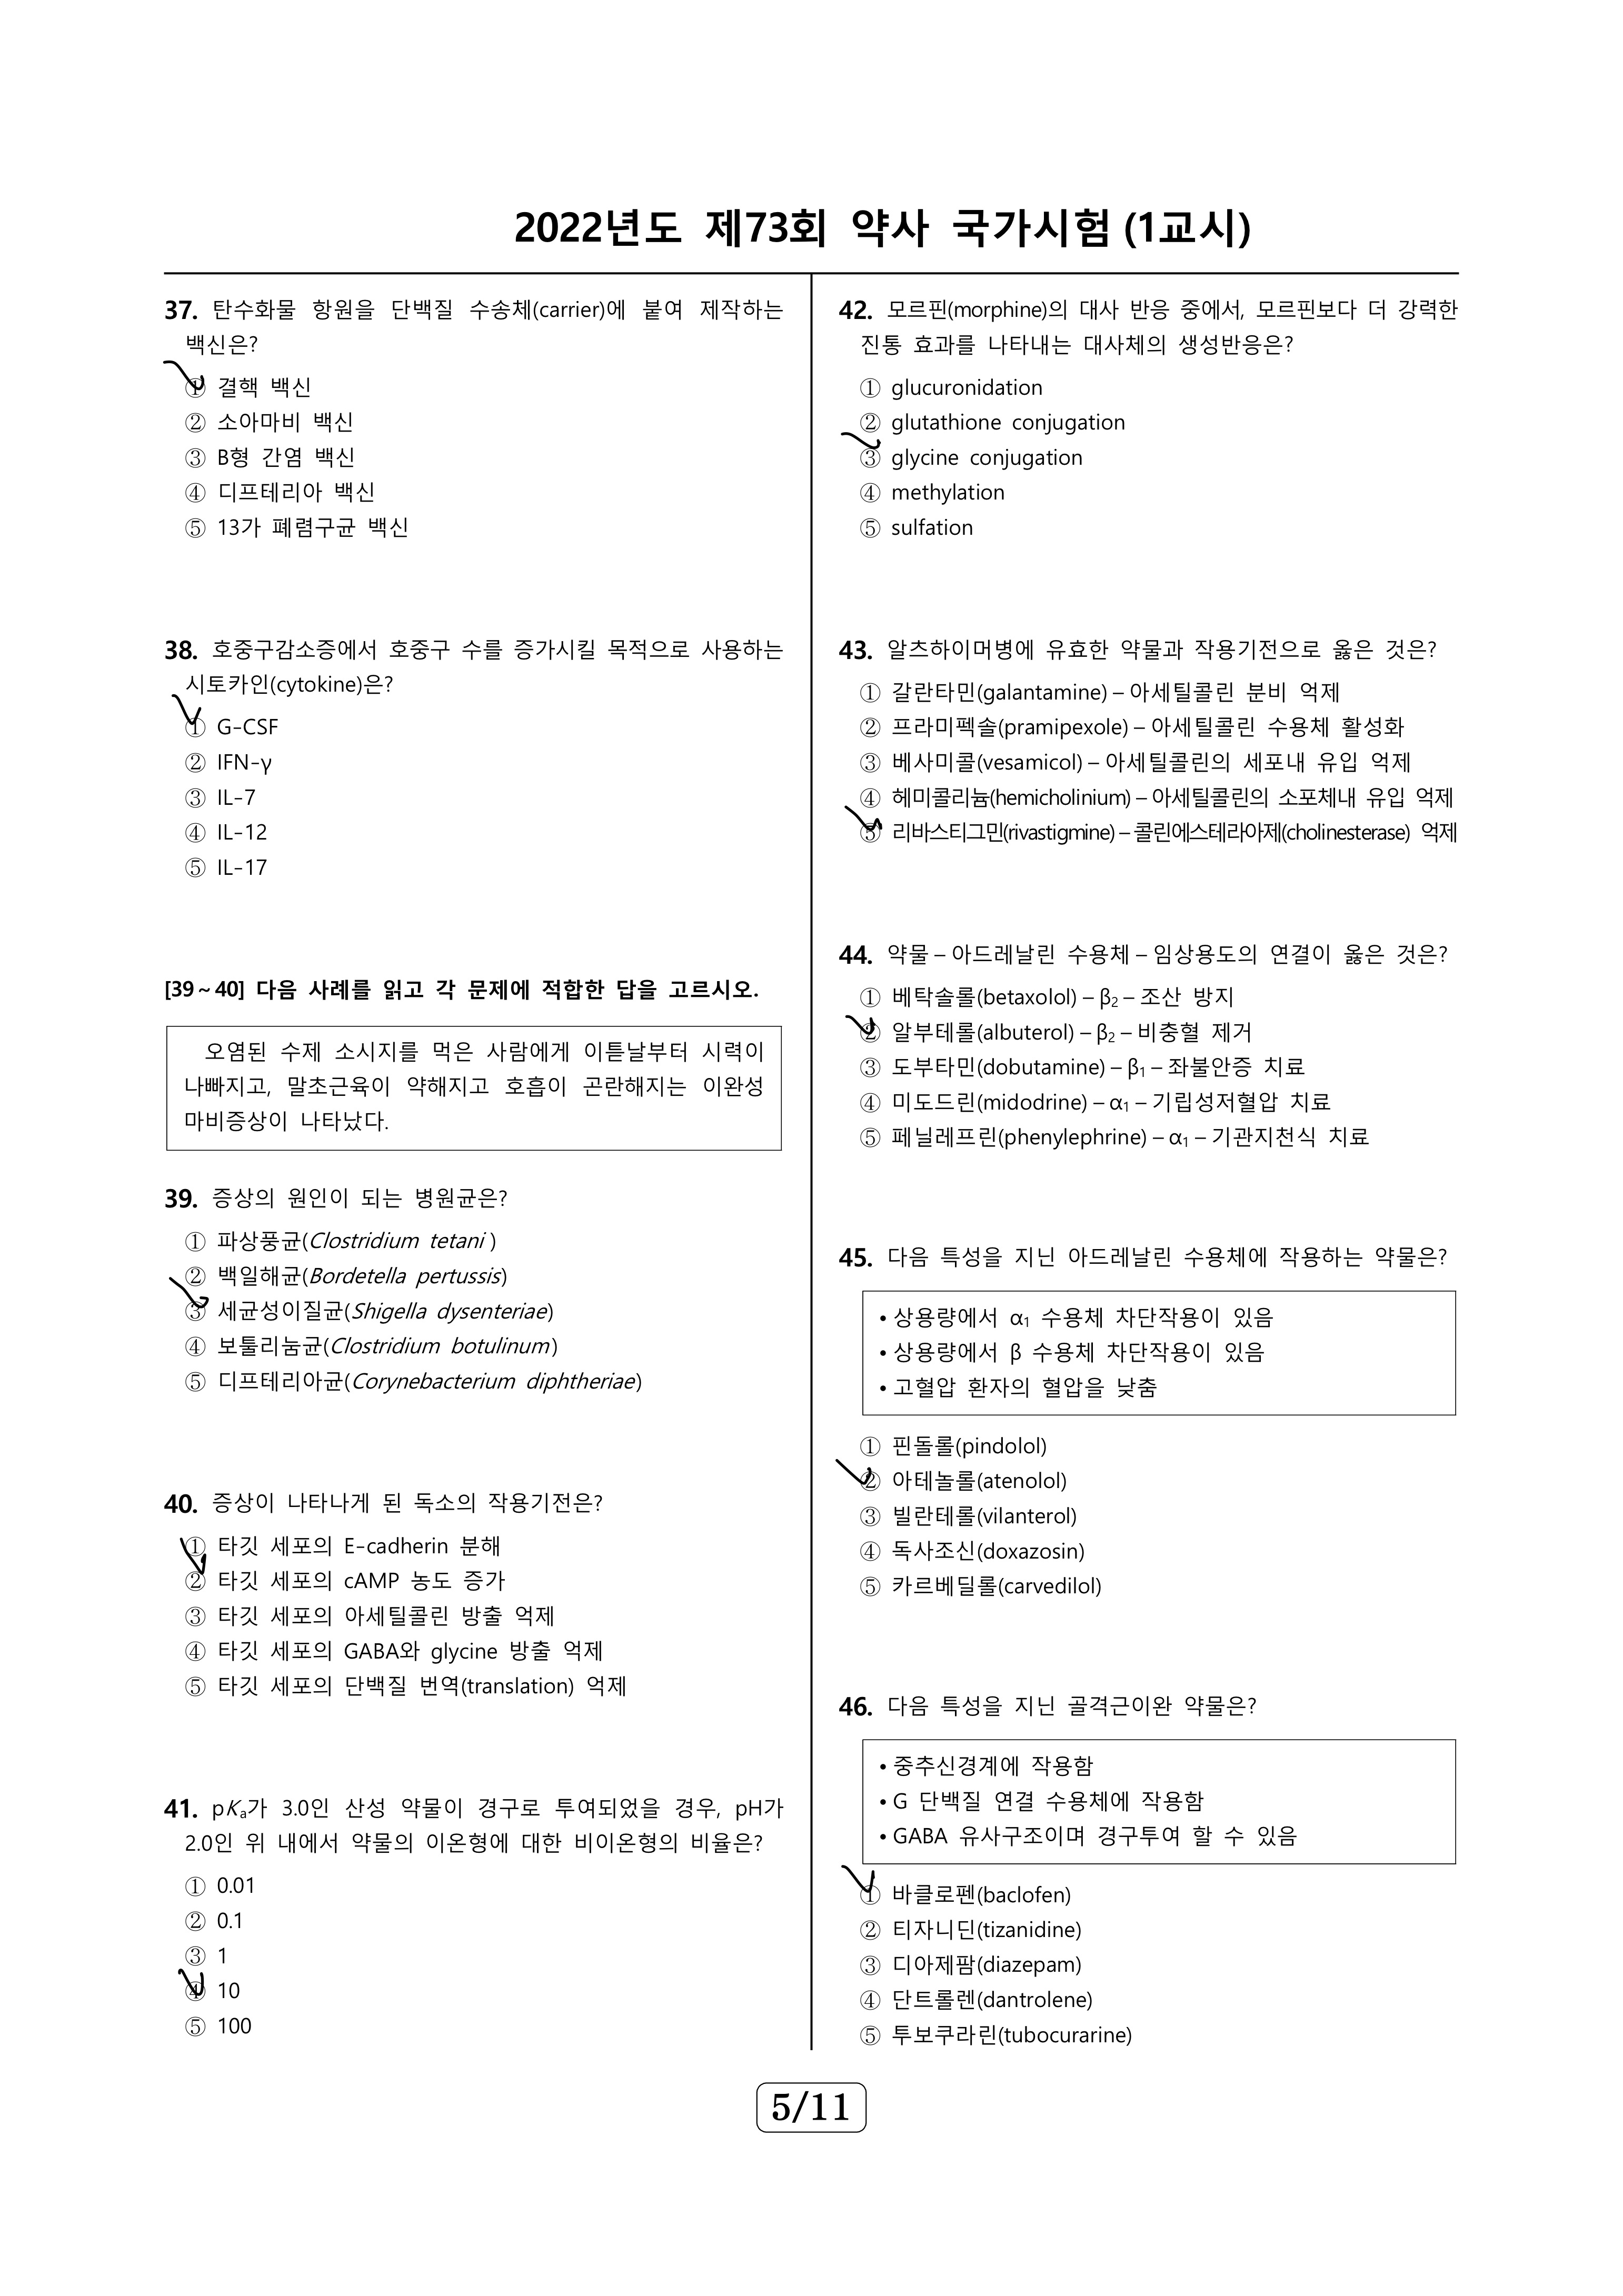 2022년도 제73회 약사 국가시험 (1교시)
37. 탄수화물 항원을 단백질 수송체(carrier)에 붙여 제작하는
백신은?
① 결핵 백신
② 소아마비 백신
③ B형 간염 백신
④ 디프테리아 백신
⑤ 13가 폐렴구균 백신
38. 호중구감소증에서 호중구 수를 증가시킬 목적으로 사용하는
시토카인(cytokine)은?
① G-CSF
② IFN-γ
③ IL-7
④ IL-12
⑤ IL-17
[39 ~ 40] 다음 사례를 읽고 각 문제에 적합한 답을 고르시오.
오염된 수제 소시지를 먹은 사람에게 이튿날부터 시력이
나빠지고, 말초근육이 약해지고 호흡이 곤란해지는 이완성
마비증상이 나타났다.
39. 증상의 원인이 되는 병원균은?
① 파상풍균(Clostridium tetani )
② 백일해균(Bordetella pertussis)
③ 세균성이질균(Shigella dysenteriae)
④ 보툴리눔균(Clostridium botulinum)
⑤ 디프테리아균(Corynebacterium diphtheriae)
40. 증상이 나타나게 된 독소의 작용기전은?
① 타깃 세포의 E-cadherin 분해
② 타깃 세포의 cAMP 농도 증가
③ 타깃 세포의 아세틸콜린 방출 억제
④ 타깃 세포의 GABA와 glycine 방출 억제
⑤ 타깃 세포의 단백질 번역(translation) 억제
41. pKa가 3.0인 산성 약물이 경구로 투여되었을 경우, pH가
2.0인 위 내에서 약물의 이온형에 대한 비이온형의 비율은?
① 0.01
② 0.1
③ 1
④ 10
⑤ 100
42. 모르핀(morphine)의 대사 반응 중에서, 모르핀보다 더 강력한
진통 효과를 나타내는 대사체의 생성반응은?
① glucuronidation
② glutathione conjugation
③ glycine conjugation
④ methylation
⑤ sulfation
43. 알츠하이머병에 유효한 약물과 작용기전으로 옳은 것은?
① 갈란타민(galantamine) – 아세틸콜린 분비 억제
② 프라미펙솔(pramipexole) – 아세틸콜린 수용체 활성화
③ 베사미콜(vesamicol) – 아세틸콜린의 세포내 유입 억제
④ 헤미콜리늄(hemicholinium) – 아세틸콜린의 소포체내 유입 억제
⑤ 리바스티그민(rivastigmine) – 콜린에스테라아제(cholinesterase) 억제
44. 약물 – 아드레날린 수용체 – 임상용도의 연결이 옳은 것은?
① 베탁솔롤(betaxolol) – β2 – 조산 방지
② 알부테롤(albuterol) – β2 – 비충혈 제거
③ 도부타민(dobutamine) – β1 – 좌불안증 치료
④ 미도드린(midodrine) – α1 – 기립성저혈압 치료
⑤ 페닐레프린(phenylephrine) – α1 – 기관지천식 치료
45. 다음 특성을 지닌 아드레날린 수용체에 작용하는 약물은?
• 상용량에서 α1 수용체 차단작용이 있음
• 상용량에서 β 수용체 차단작용이 있음
• 고혈압 환자의 혈압을 낮춤
① 핀돌롤(pindolol)
② 아테놀롤(atenolol)
③ 빌란테롤(vilanterol)
④ 독사조신(doxazosin)
⑤ 카르베딜롤(carvedilol)
46. 다음 특성을 지닌 골격근이완 약물은?
• 중추신경계에 작용함
• G 단백질 연결 수용체에 작용함
• GABA 유사구조이며 경구투여 할 수 있음
① 바클로펜(baclofen)
② 티자니딘(tizanidine)
③ 디아제팜(diazepam)
④ 단트롤렌(dantrolene)
⑤ 투보쿠라린(tubocurarine)
5/11